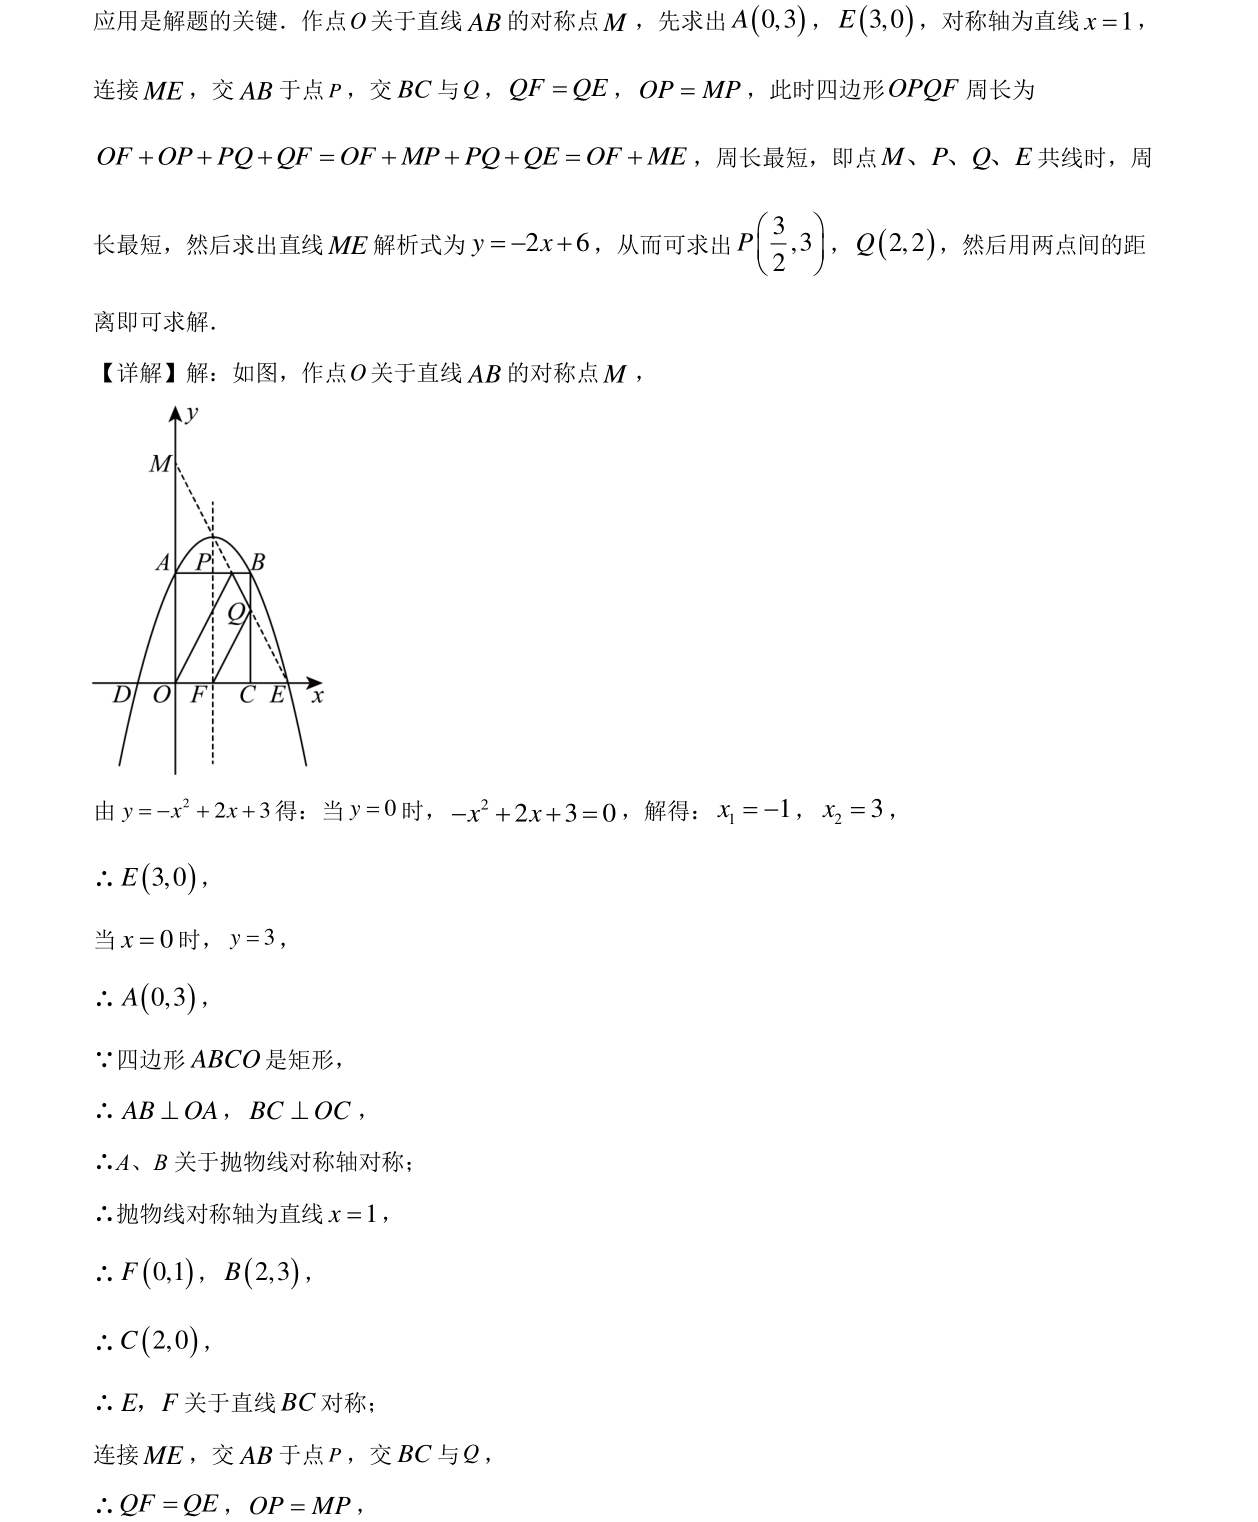 应用是解题的关键．作点O关于直线AB的对称点M，先求出A(0,3)，E(3,0)，对称轴为直线x=1，
连接ME，交AB于点P，交BC与Q，QF=QE，OP=MP，此时四边形OPQF周长为
OF+OP+PQ+QF=OF+MP+PQ+QE=OF+ME，周长最短，即点M、P、Q、E共线时，周
长最短，然后求出直线ME解析式为y=−2x+6，从而可求出P(3/2,3)，Q(2,2)，然后用两点间的距
离即可求解．
【详解】解：如图，作点O关于直线AB的对称点M，
y
M
A P B
Q
D O F C E x
由y=−x²+2x+3得：当y=0时，−x²+2x+3=0，解得：x₁=−1，x₂=3，
∴E(3,0)，
当x=0时，y=3，
∴A(0,3)，
∵四边形ABCO是矩形，
∴AB⊥OA，BC⊥OC，
∴A、B关于抛物线对称轴对称；
∴抛物线对称轴为直线x=1，
∴F(0,1)，B(2,3)，
∴C(2,0)，
∴E，F关于直线BC对称；
连接ME，交AB于点P，交BC与Q，
∴QF=QE，OP=MP，